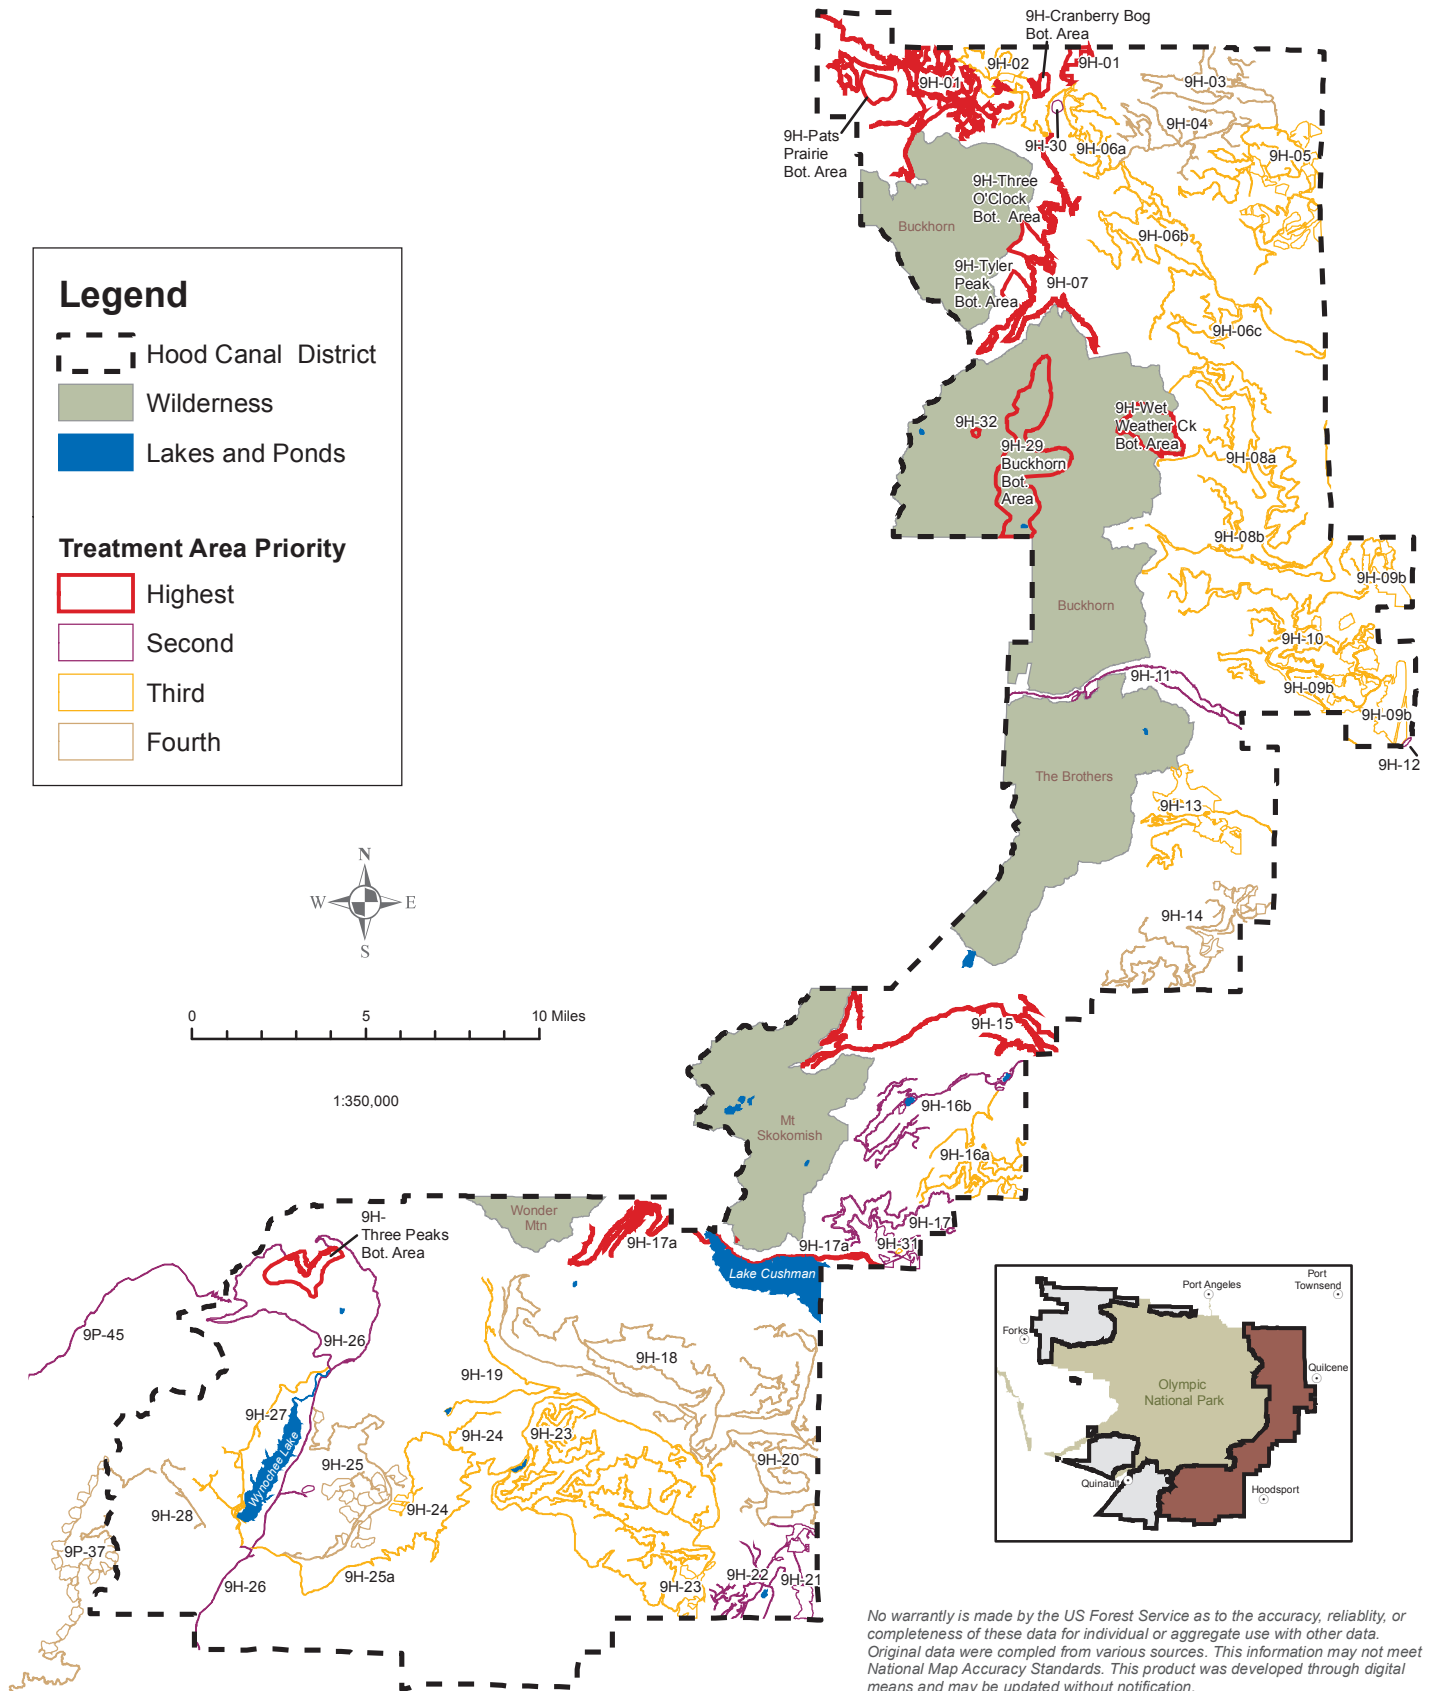 9H-Cranberry Bog
Bot. Area
9H-02
9H-01
9H-01
9H-03
9H-04
9H-Pats
Prairie
Bot. Area
9H-30
9H-06a
9H-05
9H-Three
O'Clock
Bot. Area
Buckhorn
9H-06b
9H-Tyler
Peak
Bot. Area
9H-07
9H-06c
Legend
Hood Canal District
Wilderness
Lakes and Ponds
Treatment Area Priority
Highest
Second
Third
Fourth
9H-32
9H-29
Buckhorn
Bot.
Area
9H-Wet
Weather Ck
Bot. Area
9H-08a
9H-08b
9H-09b
Buckhorn
9H-10
9H-11
9H-09b
9H-09b
9H-12
The Brothers
9H-13
9H-14
N
W
E
S
0
5
10 Miles
1:350,000
9H-15
9H-16b
Mt
Skokomish
9H-16a
Wonder
Mtn
9H-17a
9H-17a
9H-17
9H-31
Lake Cushman
9H-
Three Peaks
Bot. Area
9P-45
9H-26
9H-18
9H-19
9H-27
9H-24
9H-23
Wynochee Lake
9H-25
9H-20
9H-28
9H-24
9P-37
9H-25a
9H-26
9H-23
9H-22
9H-21
Port Angeles
Port
Townsend
Forks
Quilcene
Olympic
National Park
Quinault
Hoodsport
No warrantly is made by the US Forest Service as to the accuracy, reliablity, or
completeness of these data for individual or aggregate use with other data.
Original data were compled from various sources. This information may not meet
National Map Accuracy Standards. This product was developed through digital
means and may be updated without notification.